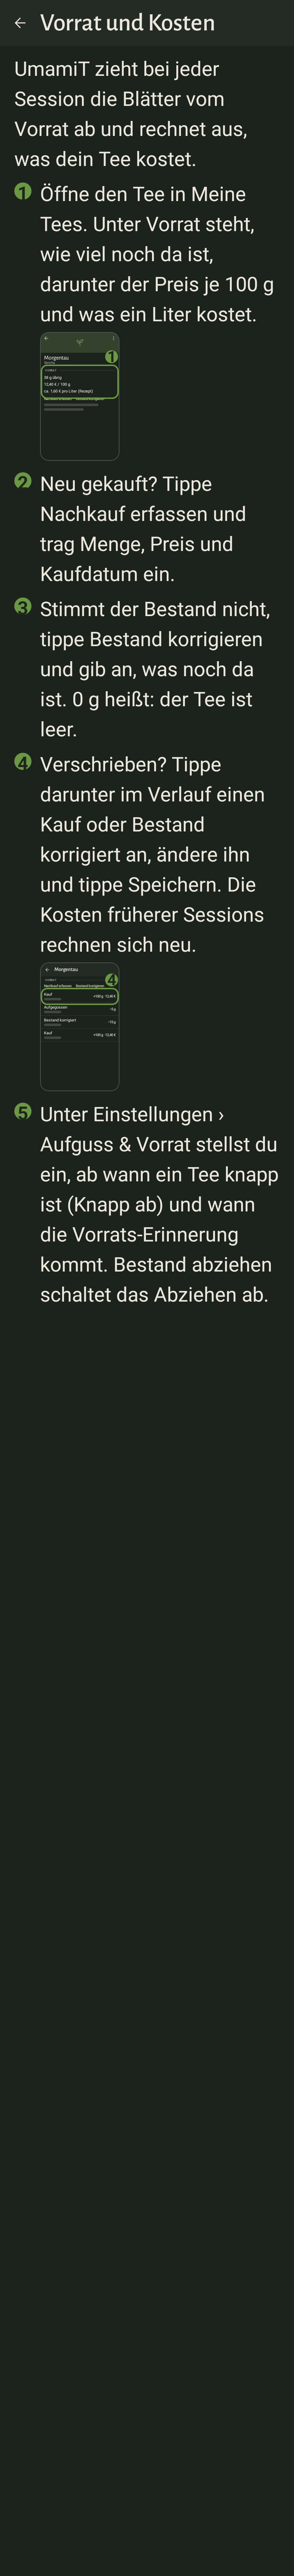 Vorrat und Kosten
UmamiT zieht bei jeder
Session die Blätter vom
Vorrat ab und rechnet aus,
was dein Tee kostet.
1 Öffne den Tee in Meine
Tees. Unter Vorrat steht,
wie viel noch da ist,
darunter der Preis je 100 g
und was ein Liter kostet.
Morgentau
1
98 g übrig
2 Neu gekauft? Tippe
Nachkauf erfassen und
trag Menge, Preis und
Kaufdatum ein.
3 Stimmt der Bestand nicht,
tippe Bestand korrigieren
und gib an, was noch da
ist. 0 g heißt: der Tee ist
leer.
4 Verschrieben? Tippe
darunter im Verlauf einen
Kauf oder Bestand
korrigiert an, ändere ihn
und tippe Speichern. Die
Kosten früherer Sessions
rechnen sich neu.
Morgentau
4
Nachkauf erfassen Bestand korrigieren
Kauf
Aufgegossen
Bestand korrigiert
Kauf
5 Unter Einstellungen ›
Aufguss & Vorrat stellst du
ein, ab wann ein Tee knapp
ist (Knapp ab) und wann
die Vorrats-Erinnerung
kommt. Bestand abziehen
schaltet das Abziehen ab.